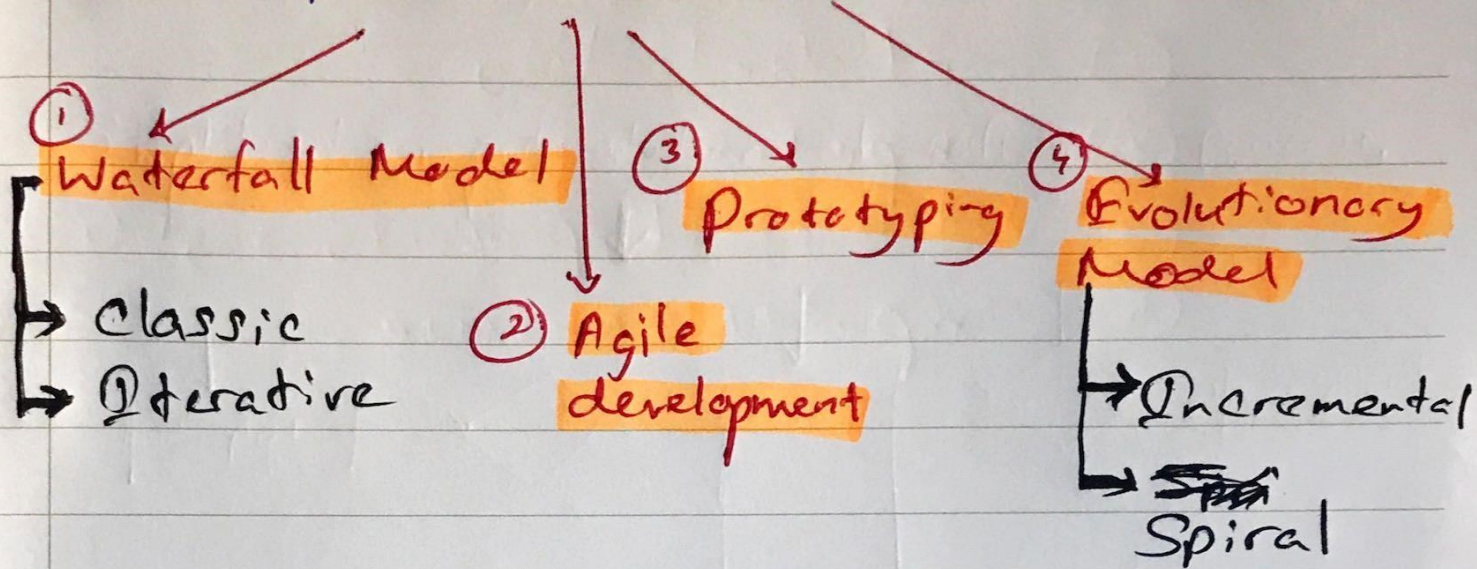 ① Waterfall Model
→ Classic
→ Iterative
② Agile
development
③ Prototyping
④ Evolutionary
Model
→ Incremental
→ Spiral